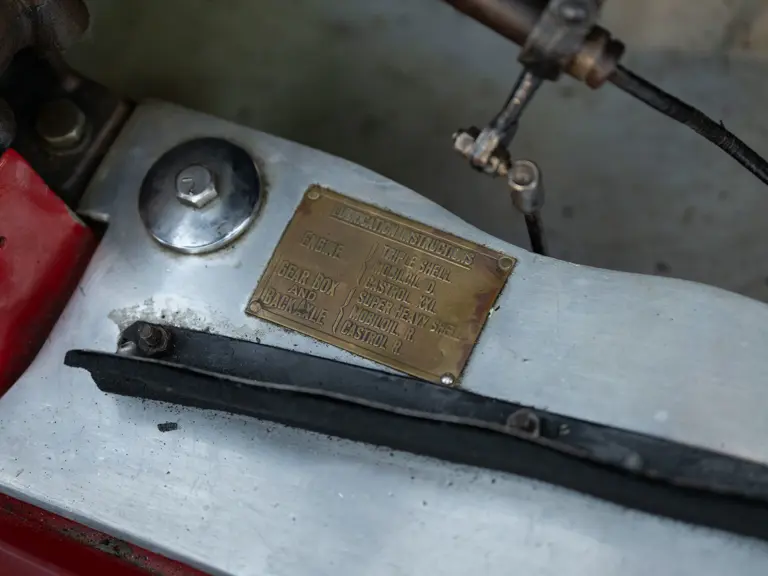 LUBRICATION INSTRUCTIONS
ENGINE
TRIPLE SHELL
MOBILOIL D.
CASTROL XXL
GEAR BOX
AND
BACK AXLE
SUPER HEAVY SHELL
MOBILOIL R.
CASTROL R.